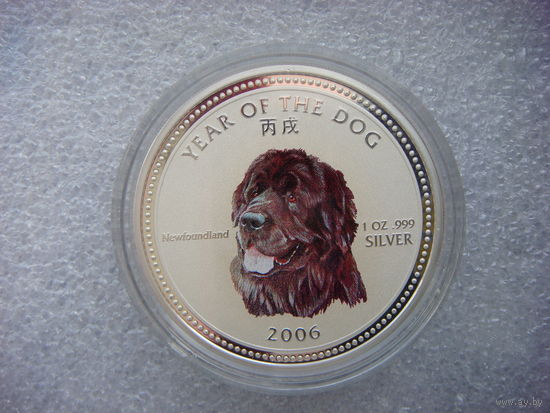 YEAR OF THE DOG
丙戌
Newfoundland
1 OZ .999
SILVER
2006
www.ay.by